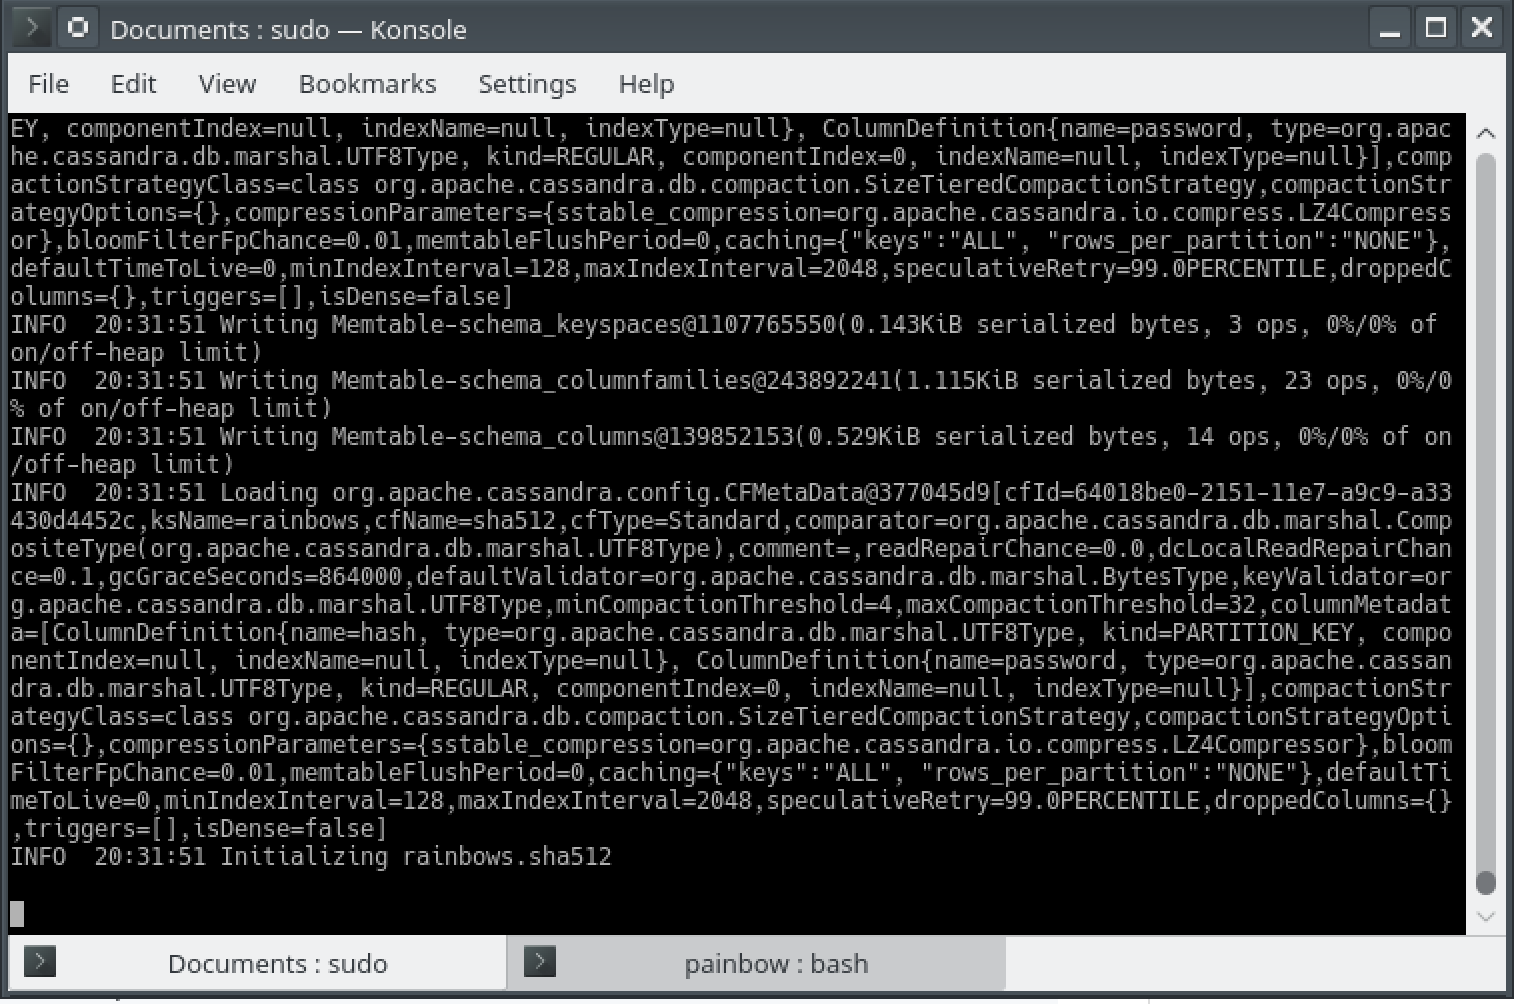 Documents : sudo — Konsole
File Edit View Bookmarks Settings Help
EY, componentIndex=null, indexName=null, indexType=null}, ColumnDefinition{name=password, type=org.apac
he.cassandra.db.marshal.UTF8Type, kind=REGULAR, componentIndex=0, indexName=null, indexType=null}],comp
actionStrategyClass=class org.apache.cassandra.db.compaction.SizeTieredCompactionStrategy,compactionStr
ategyOptions={},compressionParameters={sstable_compression=org.apache.cassandra.io.compress.LZ4Compress
or},bloomFilterFpChance=0.01,memtableFlushPeriod=0,caching={"keys":"ALL", "rows_per_partition":"NONE"},
defaultTimeToLive=0,minIndexInterval=128,maxIndexInterval=2048,speculativeRetry=99.0PERCENTILE,droppedC
olumns={},triggers=[],isDense=false]
INFO  20:31:51 Writing Memtable-schema_keyspaces@1107765550(0.143KiB serialized bytes, 3 ops, 0%/0% of
on/off-heap limit)
INFO  20:31:51 Writing Memtable-schema_columnfamilies@243892241(1.115KiB serialized bytes, 23 ops, 0%/0
% of on/off-heap limit)
INFO  20:31:51 Writing Memtable-schema_columns@139852153(0.529KiB serialized bytes, 14 ops, 0%/0% of on
/off-heap limit)
INFO  20:31:51 Loading org.apache.cassandra.config.CFMetaData@377045d9[cfId=64018be0-2151-11e7-a9c9-a33
430d4452c,ksName=rainbows,cfName=sha512,cfType=Standard,comparator=org.apache.cassandra.db.marshal.Comp
ositeType(org.apache.cassandra.db.marshal.UTF8Type),comment=,readRepairChance=0.0,dcLocalReadRepairChan
ce=0.1,gcGraceSeconds=864000,defaultValidator=org.apache.cassandra.db.marshal.BytesType,keyValidator=or
g.apache.cassandra.db.marshal.UTF8Type,minCompactionThreshold=4,maxCompactionThreshold=32,columnMetadat
a=[ColumnDefinition{name=hash, type=org.apache.cassandra.db.marshal.UTF8Type, kind=PARTITION_KEY, compo
nentIndex=null, indexName=null, indexType=null}, ColumnDefinition{name=password, type=org.apache.cassan
dra.db.marshal.UTF8Type, kind=REGULAR, componentIndex=0, indexName=null, indexType=null}],compactionStr
ategyClass=class org.apache.cassandra.db.compaction.SizeTieredCompactionStrategy,compactionStrategyOpti
ons={},compressionParameters={sstable_compression=org.apache.cassandra.io.compress.LZ4Compressor},bloom
FilterFpChance=0.01,memtableFlushPeriod=0,caching={"keys":"ALL", "rows_per_partition":"NONE"},defaultTi
meToLive=0,minIndexInterval=128,maxIndexInterval=2048,speculativeRetry=99.0PERCENTILE,droppedColumns={}
,triggers=[],isDense=false]
INFO  20:31:51 Initializing rainbows.sha512
Documents : sudo
painbow : bash